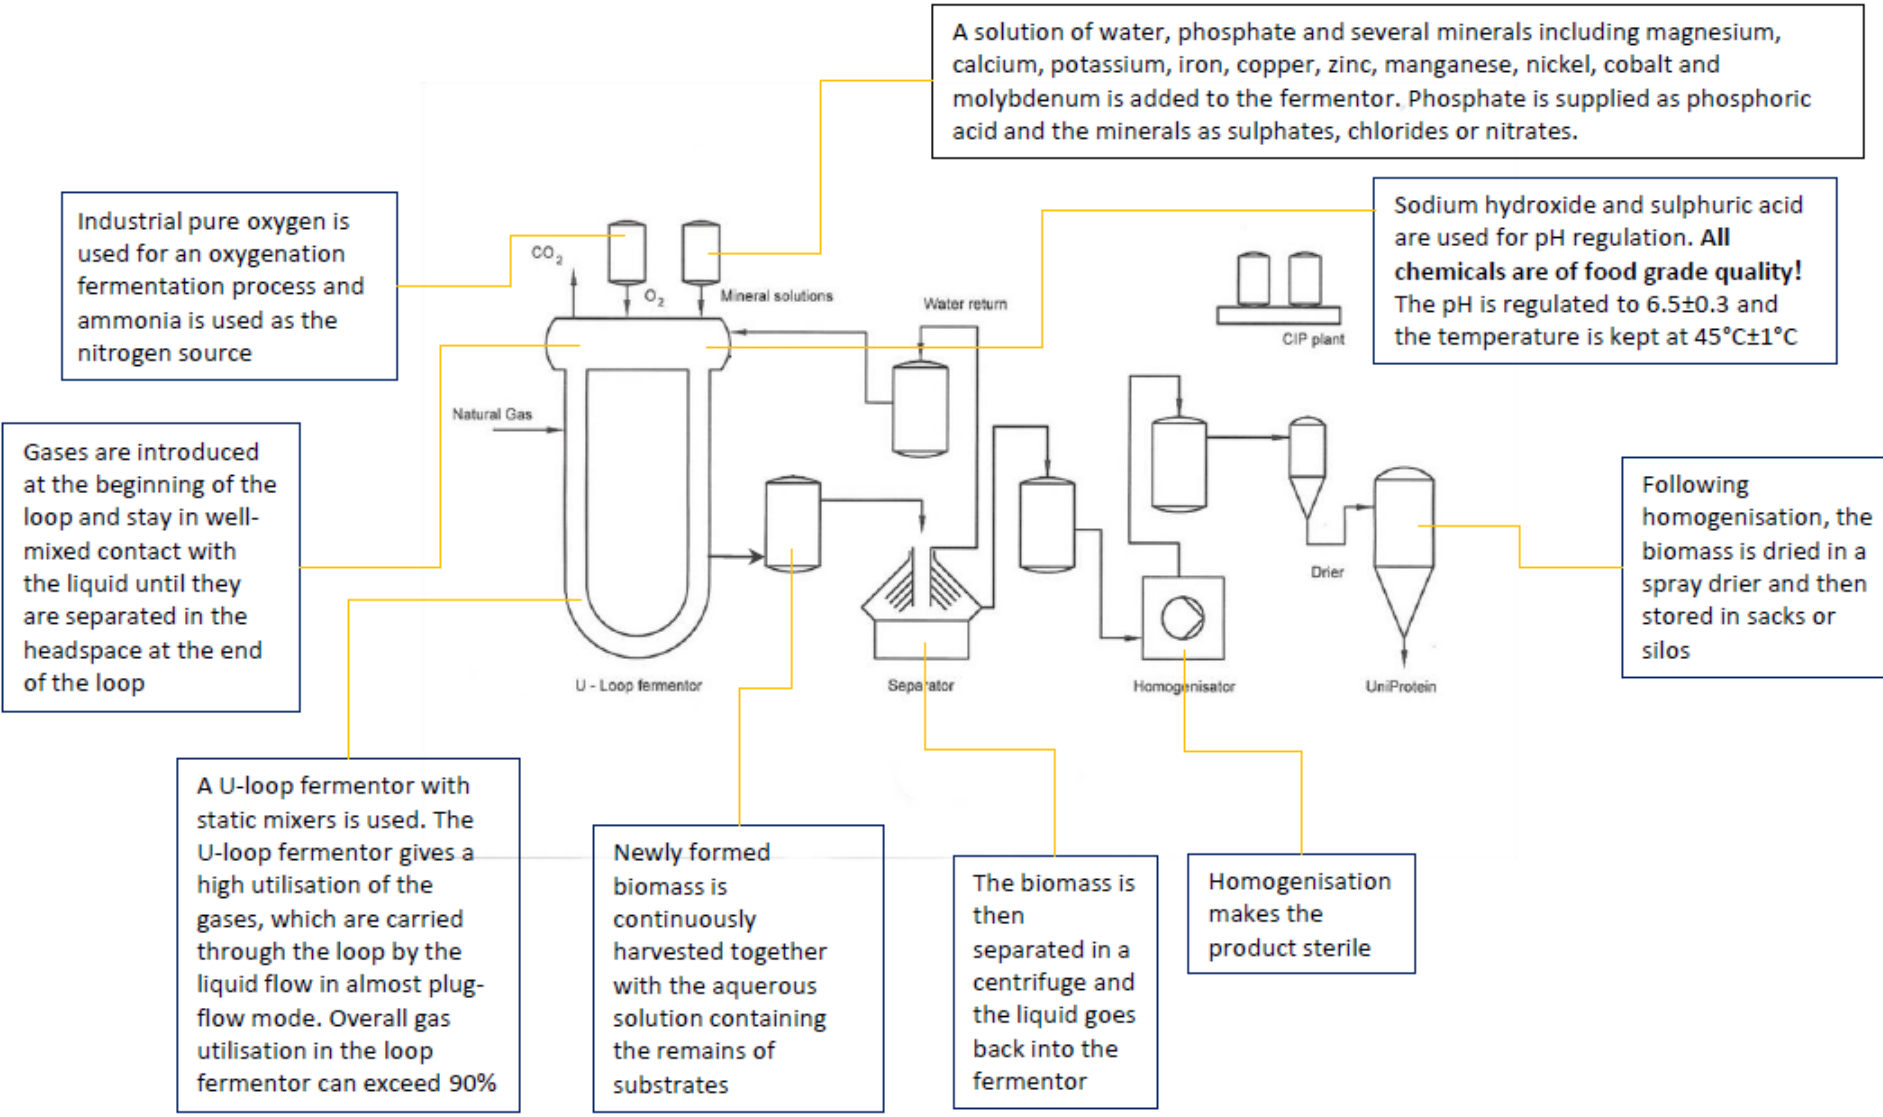 A solution of water, phosphate and several minerals including magnesium,
calcium, potassium, iron, copper, zinc, manganese, nickel, cobalt and
molybdenum is added to the fermentor. Phosphate is supplied as phosphoric
acid and the minerals as sulphates, chlorides or nitrates.
Industrial pure oxygen is
used for an oxygenation
fermentation process and
ammonia is used as the
nitrogen source
Sodium hydroxide and sulphuric acid
are used for pH regulation. All
chemicals are of food grade quality!
The pH is regulated to 6.5±0.3 and
the temperature is kept at 45°C±1°C
CO2
O2
Mineral solutions
Water return
CIP plant
Natural Gas
Gases are introduced
at the beginning of the
loop and stay in well-
mixed contact with
the liquid until they
are separated in the
headspace at the end
of the loop
Following
homogenisation, the
biomass is dried in a
spray drier and then
stored in sacks or
silos
Drier
U - Loop fermentor
Separator
Homogenisator
UniProtein
A U-loop fermentor with
static mixers is used. The
U-loop fermentor gives a
high utilisation of the
gases, which are carried
through the loop by the
liquid flow in almost plug-
flow mode. Overall gas
utilisation in the loop
fermentor can exceed 90%
Newly formed
biomass is
continuously
harvested together
with the aquerous
solution containing
the remains of
substrates
The biomass is
then
separated in a
centrifuge and
the liquid goes
back into the
fermentor
Homogenisation
makes the
product sterile